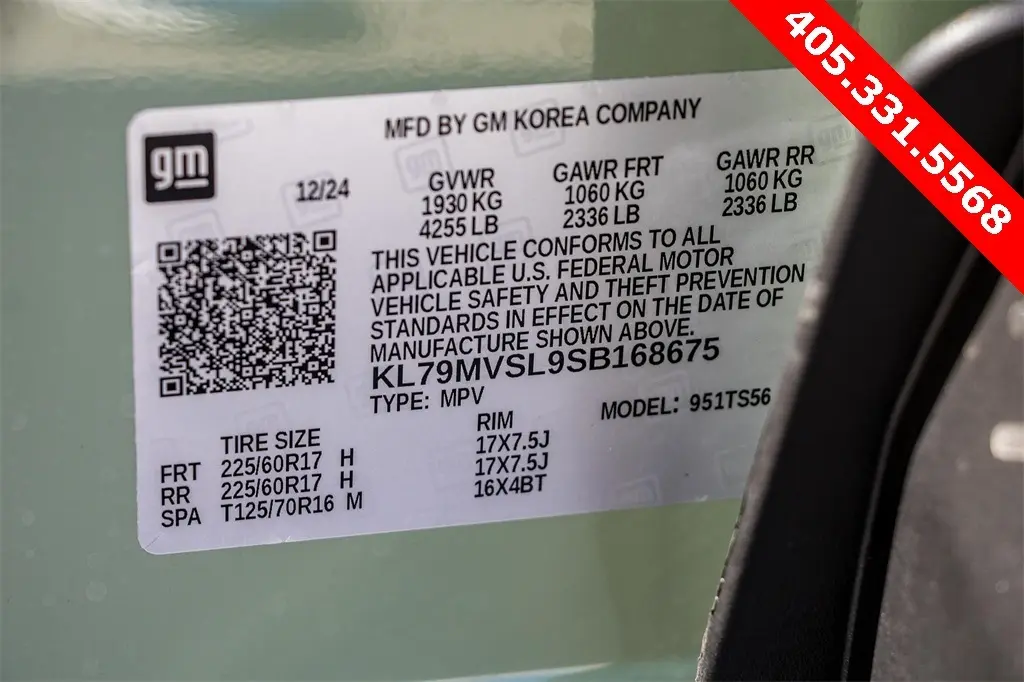 405.331.5568
MFD BY GM KOREA COMPANY
gm
12/24
GVWR GAWR FRT GAWR RR
1930 KG 1060 KG 1060 KG
4255 LB 2336 LB 2336 LB
THIS VEHICLE CONFORMS TO ALL
APPLICABLE U.S. FEDERAL MOTOR
VEHICLE SAFETY AND THEFT PREVENTION
STANDARDS IN EFFECT ON THE DATE OF
MANUFACTURE SHOWN ABOVE.
KL79MVSL9SB168675
TYPE: MPV MODEL: 951TS56
TIRE SIZE RIM
FRT 225/60R17 H 17X7.5J
RR 225/60R17 H 17X7.5J
SPA T125/70R16 M 16X4BT